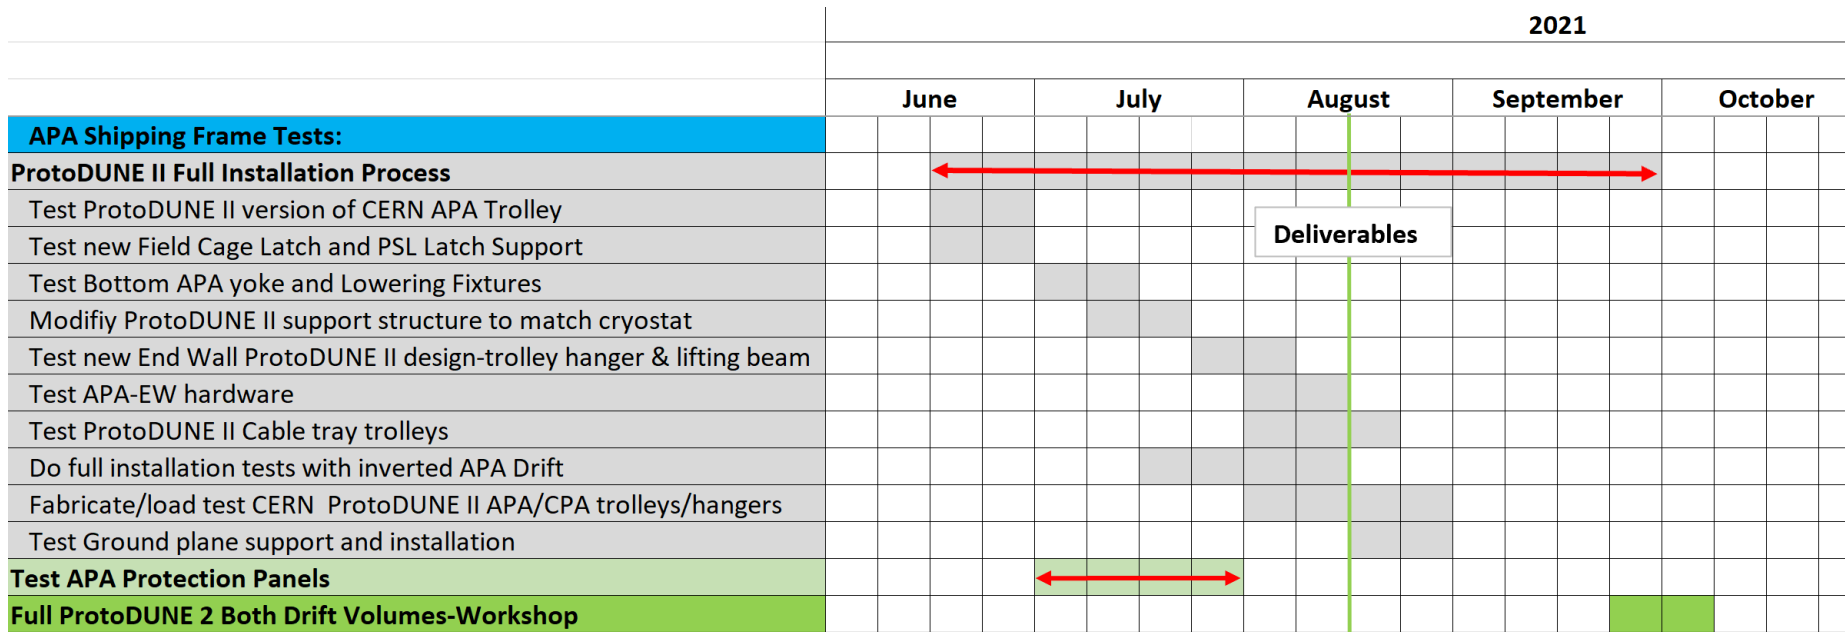 2021
June July August September October
APA Shipping Frame Tests:
ProtoDUNE II Full Installation Process
Test ProtoDUNE II version of CERN APA Trolley
Test new Field Cage Latch and PSL Latch Support
Deliverables
Test Bottom APA yoke and Lowering Fixtures
Modifiy ProtoDUNE II support structure to match cryostat
Test new End Wall ProtoDUNE II design-trolley hanger & lifting beam
Test APA-EW hardware
Test ProtoDUNE II Cable tray trolleys
Do full installation tests with inverted APA Drift
Fabricate/load test CERN  ProtoDUNE II APA/CPA trolleys/hangers
Test Ground plane support and installation
Test APA Protection Panels
Full ProtoDUNE 2 Both Drift Volumes-Workshop